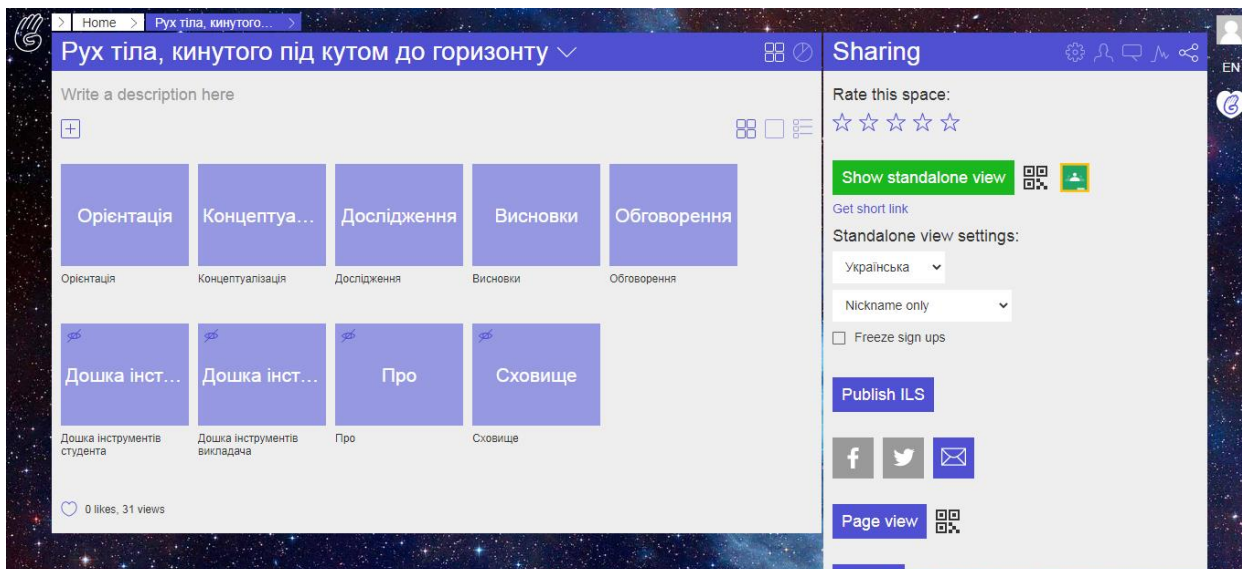 Home
Рух тіла, кинутого...
Рух тіла, кинутого під кутом до горизонту
Write a description here
Орієнтація
Концептуа...
Дослідження
Висновки
Обговорення
Орієнтація
Концептуалізація
Дослідження
Висновки
Обговорення
Дошка інст...
Дошка інст...
Про
Сховище
Дошка інструментів
студента
Дошка інструментів
викладача
Про
Сховище
0 likes, 31 views
Sharing
Rate this space:
Show standalone view
Get short link
Standalone view settings:
Українська
Nickname only
Freeze sign ups
Publish ILS
Page view
EN